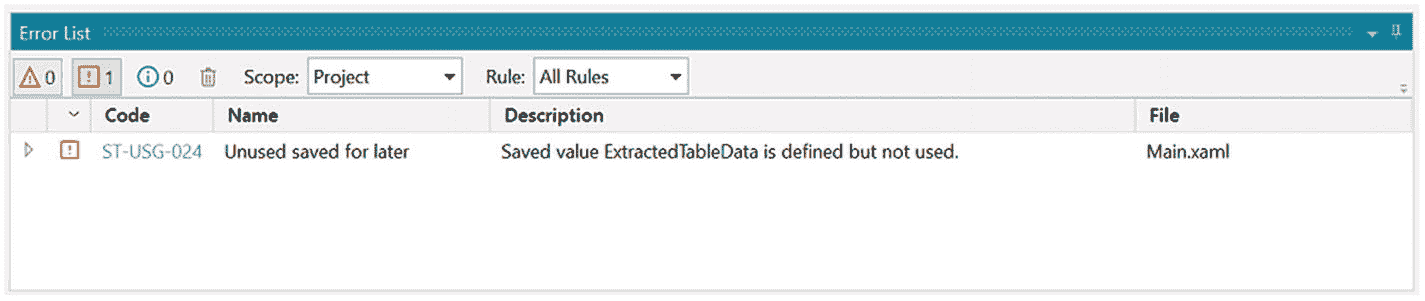 Error List
0 1 0 Scope: Project Rule: All Rules
Code Name Description File
ST-USG-024 Unused saved for later Saved value ExtractedTableData is defined but not used. Main.xaml